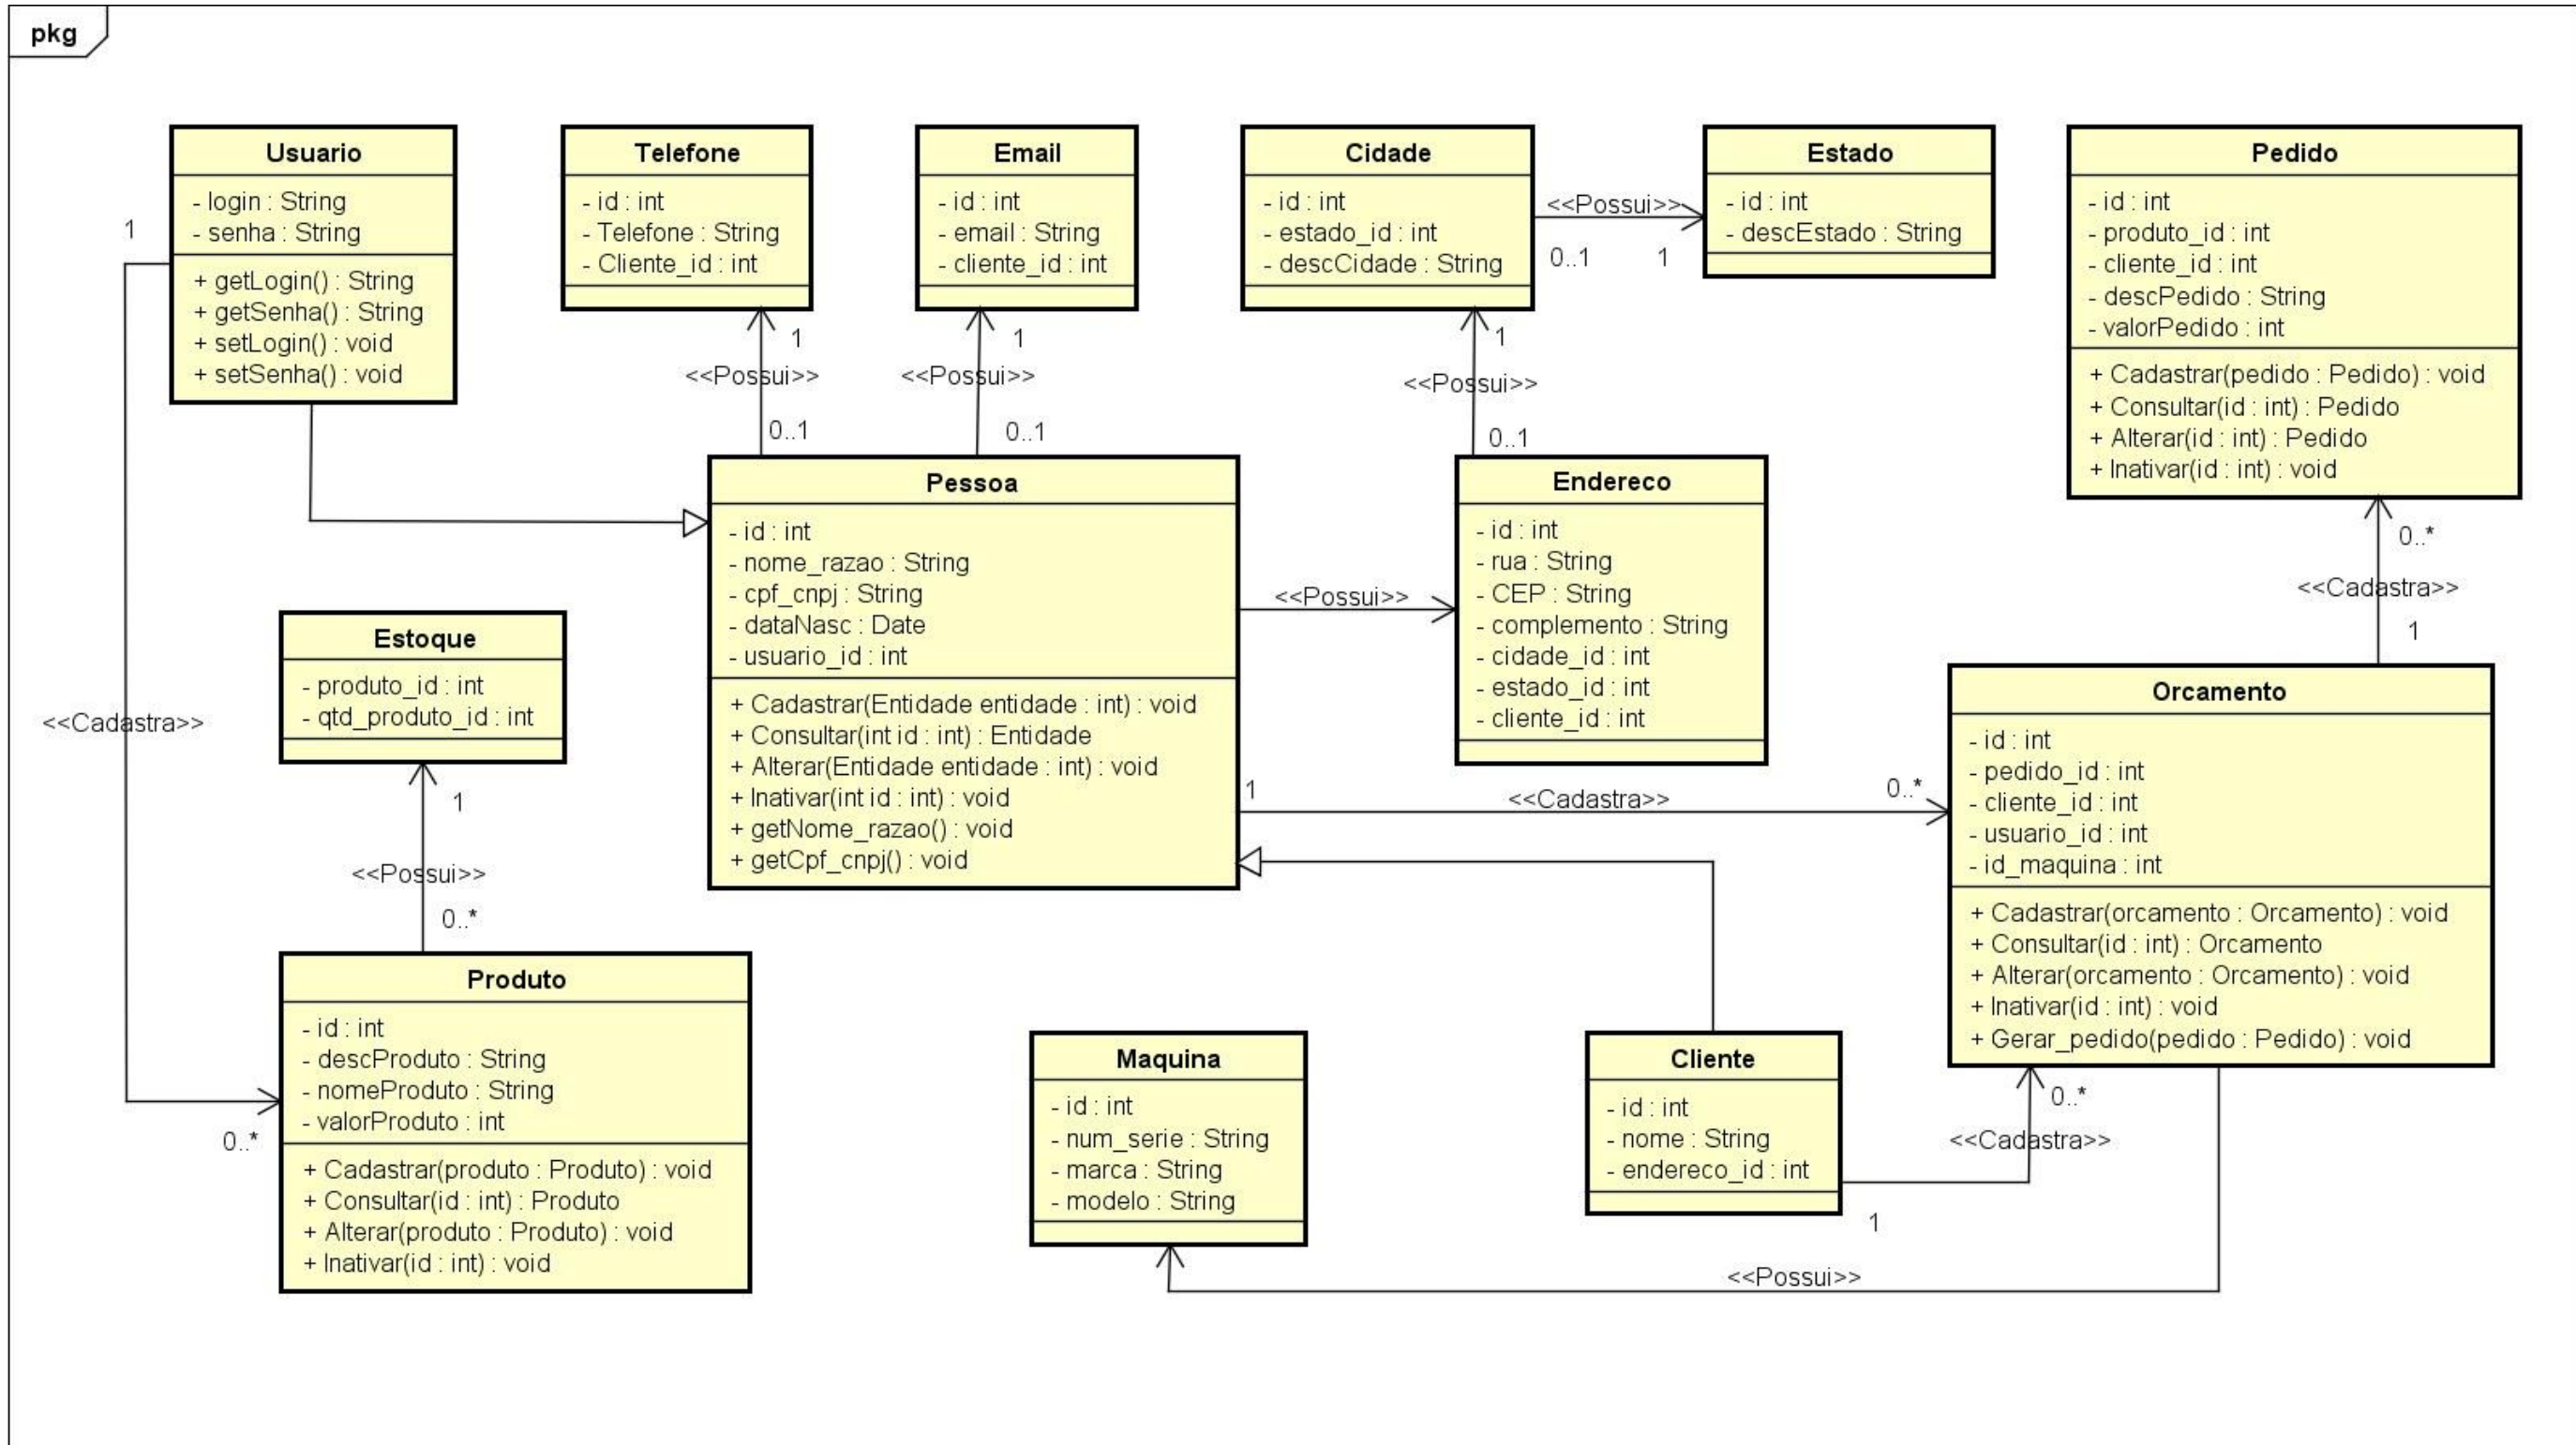 pkg
Usuario
- login : String
- senha : String
+ getLogin() : String
+ getSenha() : String
+ setLogin() : void
+ setSenha() : void
1
<<Cadastra>>
0..*
Telefone
- id : int
- Telefone : String
- Cliente_id : int
1
<<Possui>>
0..1
Email
- id : int
- email : String
- cliente_id : int
1
<<Possui>>
0..1
Cidade
- id : int
- estado_id : int
- descCidade : String
<<Possui>>
0..1
1
Estado
- id : int
- descEstado : String
1
<<Possui>>
0..1
Pedido
- id : int
- produto_id : int
- cliente_id : int
- descPedido : String
- valorPedido : int
+ Cadastrar(pedido : Pedido) : void
+ Consultar(id : int) : Pedido
+ Alterar(id : int) : Pedido
+ Inativar(id : int) : void
0..*
<<Cadastra>>
1
Pessoa
- id : int
- nome_razao : String
- cpf_cnpj : String
- dataNasc : Date
- usuario_id : int
+ Cadastrar(Entidade entidade : int) : void
+ Consultar(int id : int) : Entidade
+ Alterar(Entidade entidade : int) : void
+ Inativar(int id : int) : void
+ getNome_razao() : void
+ getCpf_cnpj() : void
<<Possui>>
Endereco
- id : int
- rua : String
- CEP : String
- complemento : String
- cidade_id : int
- estado_id : int
- cliente_id : int
1
<<Cadastra>>
0..*
Estoque
- produto_id : int
- qtd_produto_id : int
1
<<Possui>>
0..*
Orcamento
- id : int
- pedido_id : int
- cliente_id : int
- usuario_id : int
- id_maquina : int
+ Cadastrar(orcamento : Orcamento) : void
+ Consultar(id : int) : Orcamento
+ Alterar(orcamento : Orcamento) : void
+ Inativar(id : int) : void
+ Gerar_pedido(pedido : Pedido) : void
Produto
- id : int
- descProduto : String
- nomeProduto : String
- valorProduto : int
+ Cadastrar(produto : Produto) : void
+ Consultar(id : int) : Produto
+ Alterar(produto : Produto) : void
+ Inativar(id : int) : void
Maquina
- id : int
- num_serie : String
- marca : String
- modelo : String
Cliente
- id : int
- nome : String
- endereco_id : int
0..*
<<Cadastra>>
1
<<Possui>>